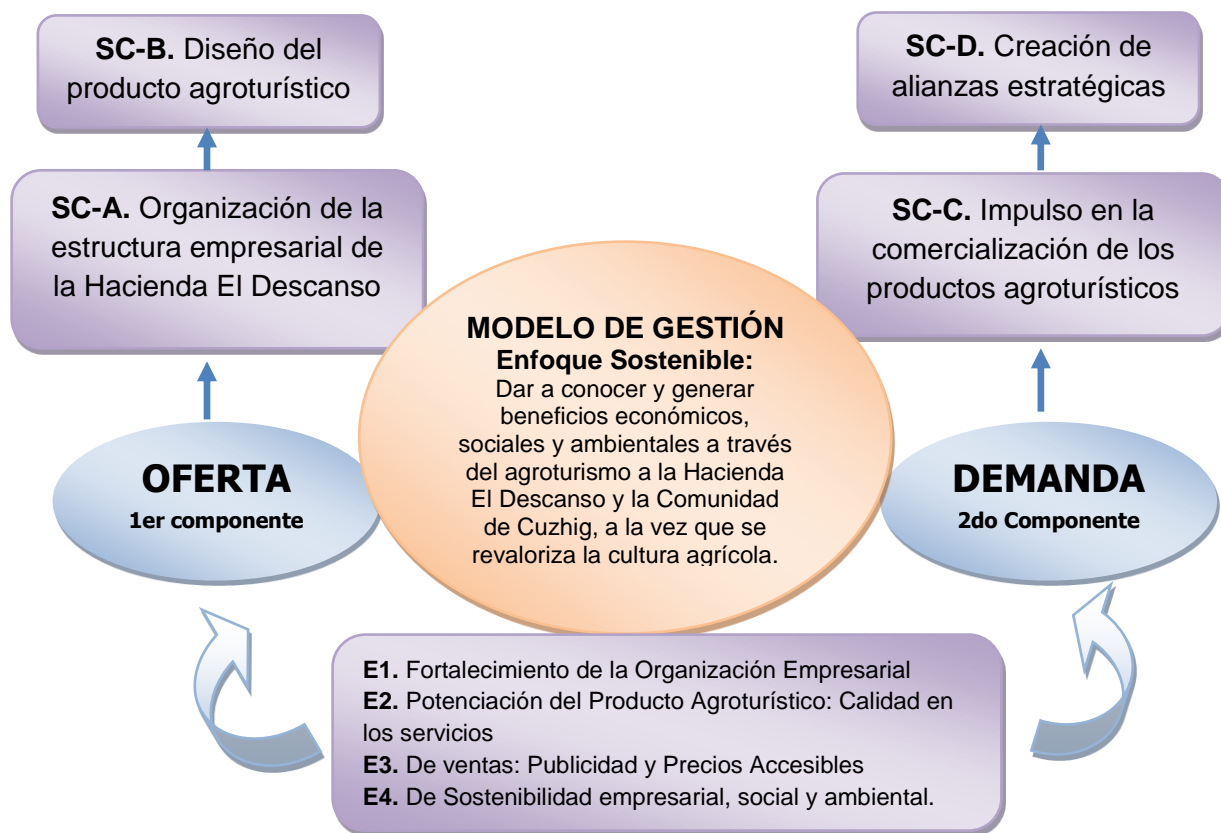 SC-B. Diseño del
producto agroturístico
SC-D. Creación de
alianzas estratégicas
SC-A. Organización de la
estructura empresarial de
la Hacienda El Descanso
SC-C. Impulso en la
comercialización de los
productos agroturísticos
MODELO DE GESTIÓN
Enfoque Sostenible:
Dar a conocer y generar
beneficios económicos,
sociales y ambientales a través
del agroturismo a la Hacienda
El Descanso y la Comunidad
de Cuzhig, a la vez que se
revaloriza la cultura agrícola.
OFERTA
1er componente
DEMANDA
2do Componente
E1. Fortalecimiento de la Organización Empresarial
E2. Potenciación del Producto Agroturístico: Calidad en
los servicios
E3. De ventas: Publicidad y Precios Accesibles
E4. De Sostenibilidad empresarial, social y ambiental.